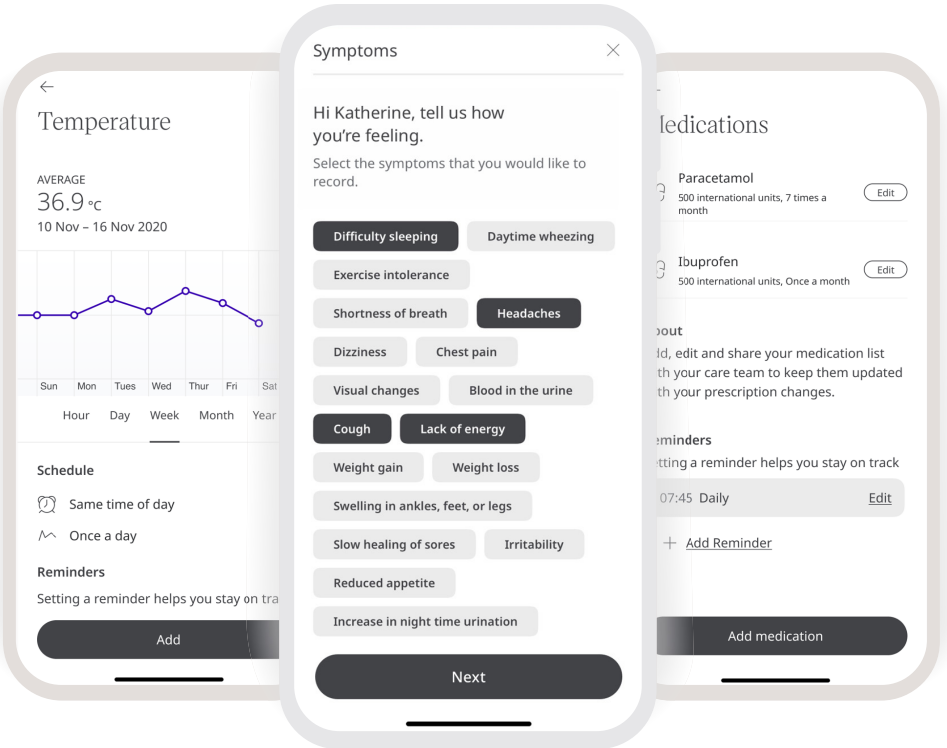 Temperature
AVERAGE
36.9 °C
10 Nov – 16 Nov 2020
Sun Mon Tues Wed Thur Fri Sat
Hour Day Week Month Year
Schedule
Same time of day
Once a day
Reminders
Setting a reminder helps you stay on tra
Add
Symptoms
Hi Katherine, tell us how
you're feeling.
Select the symptoms that you would like to
record.
Difficulty sleeping Daytime wheezing
Exercise intolerance
Shortness of breath Headaches
Dizziness Chest pain
Visual changes Blood in the urine
Cough Lack of energy
Weight gain Weight loss
Swelling in ankles, feet, or legs
Slow healing of sores Irritability
Reduced appetite
Increase in night time urination
Next
edications
Paracetamol
500 international units, 7 times a
month
Edit
Ibuprofen
500 international units, Once a month
Edit
out
d, edit and share your medication list
th your care team to keep them updated
th your prescription changes.
eminders
tting a reminder helps you stay on track
07:45 Daily Edit
Add Reminder
Add medication